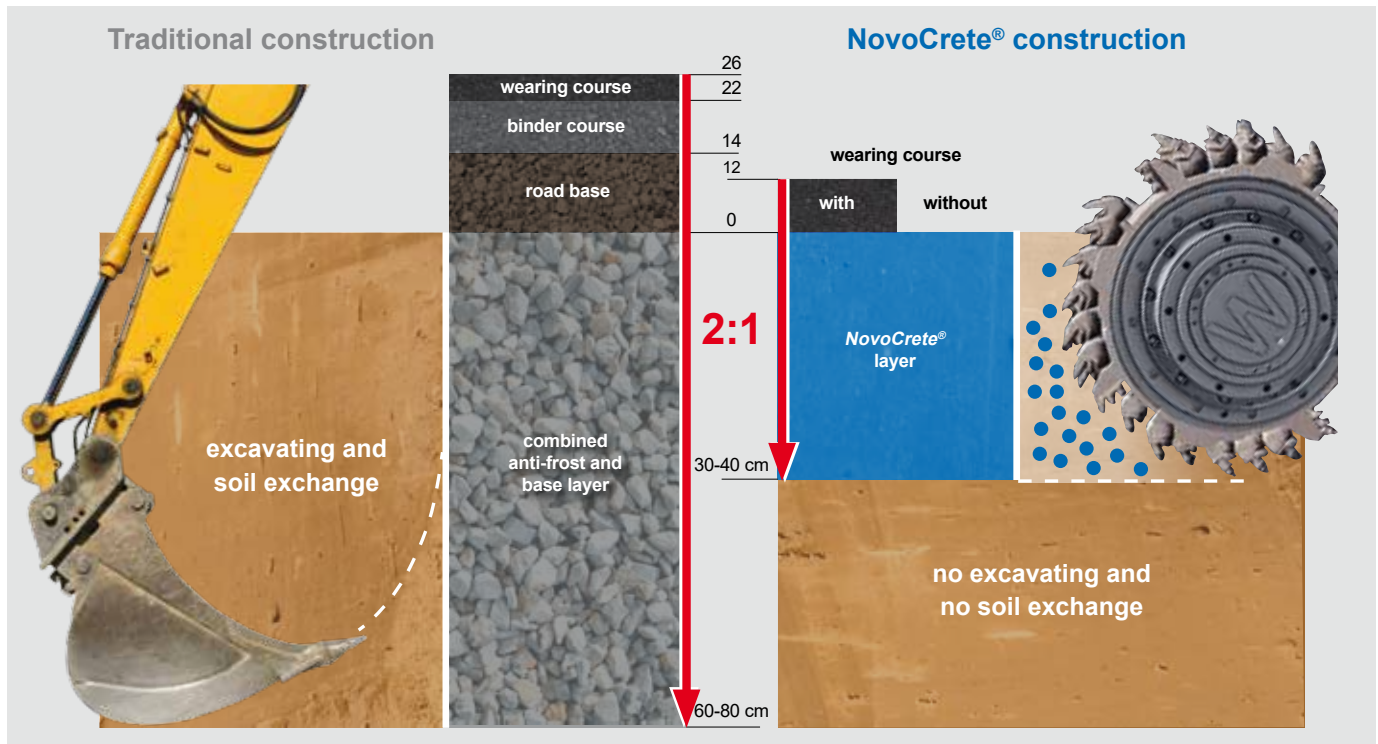 Traditional construction
NovoCrete® construction
26
22
14
12
0
30-40 cm
60-80 cm
wearing course
binder course
road base
combined
anti-frost and
base layer
excavating and
soil exchange
2:1
wearing course
with
without
NovoCrete®
layer
no excavating and
no soil exchange
W